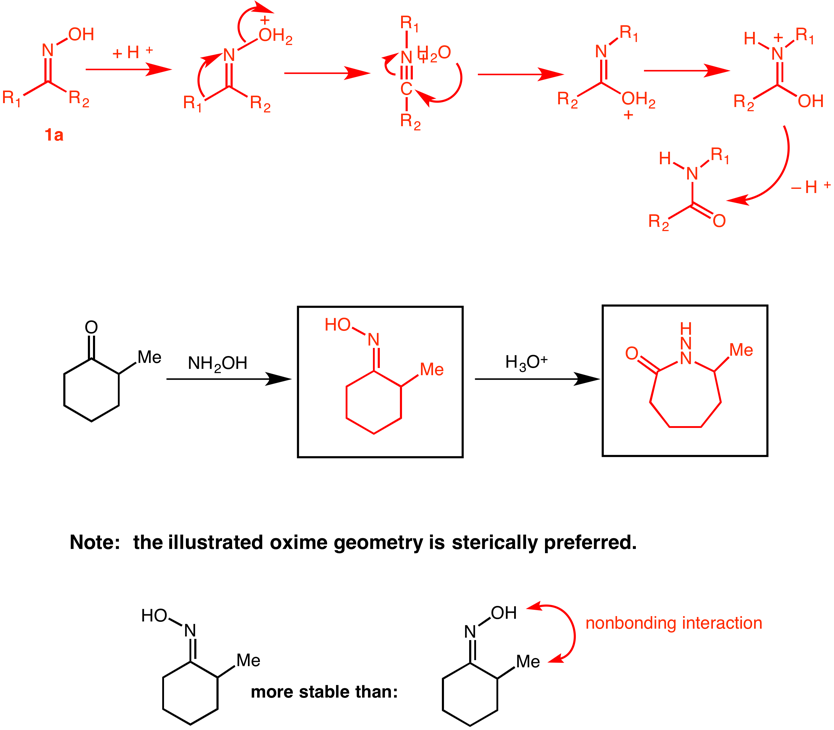 OH
N
R1 R2
1a
+ H +
+
OH2
N
R1 R2
R1
N
+
C
R2
H2O
N R1
R2 OH2
+
H + R1
N
R2 OH
– H +
H R1
N
R2 O
O
Me
NH2OH
HO
N
Me
H3O+
H
N
O Me
Note: the illustrated oxime geometry is sterically preferred.
HO
N
Me
more stable than:
OH
N
Me
nonbonding interaction